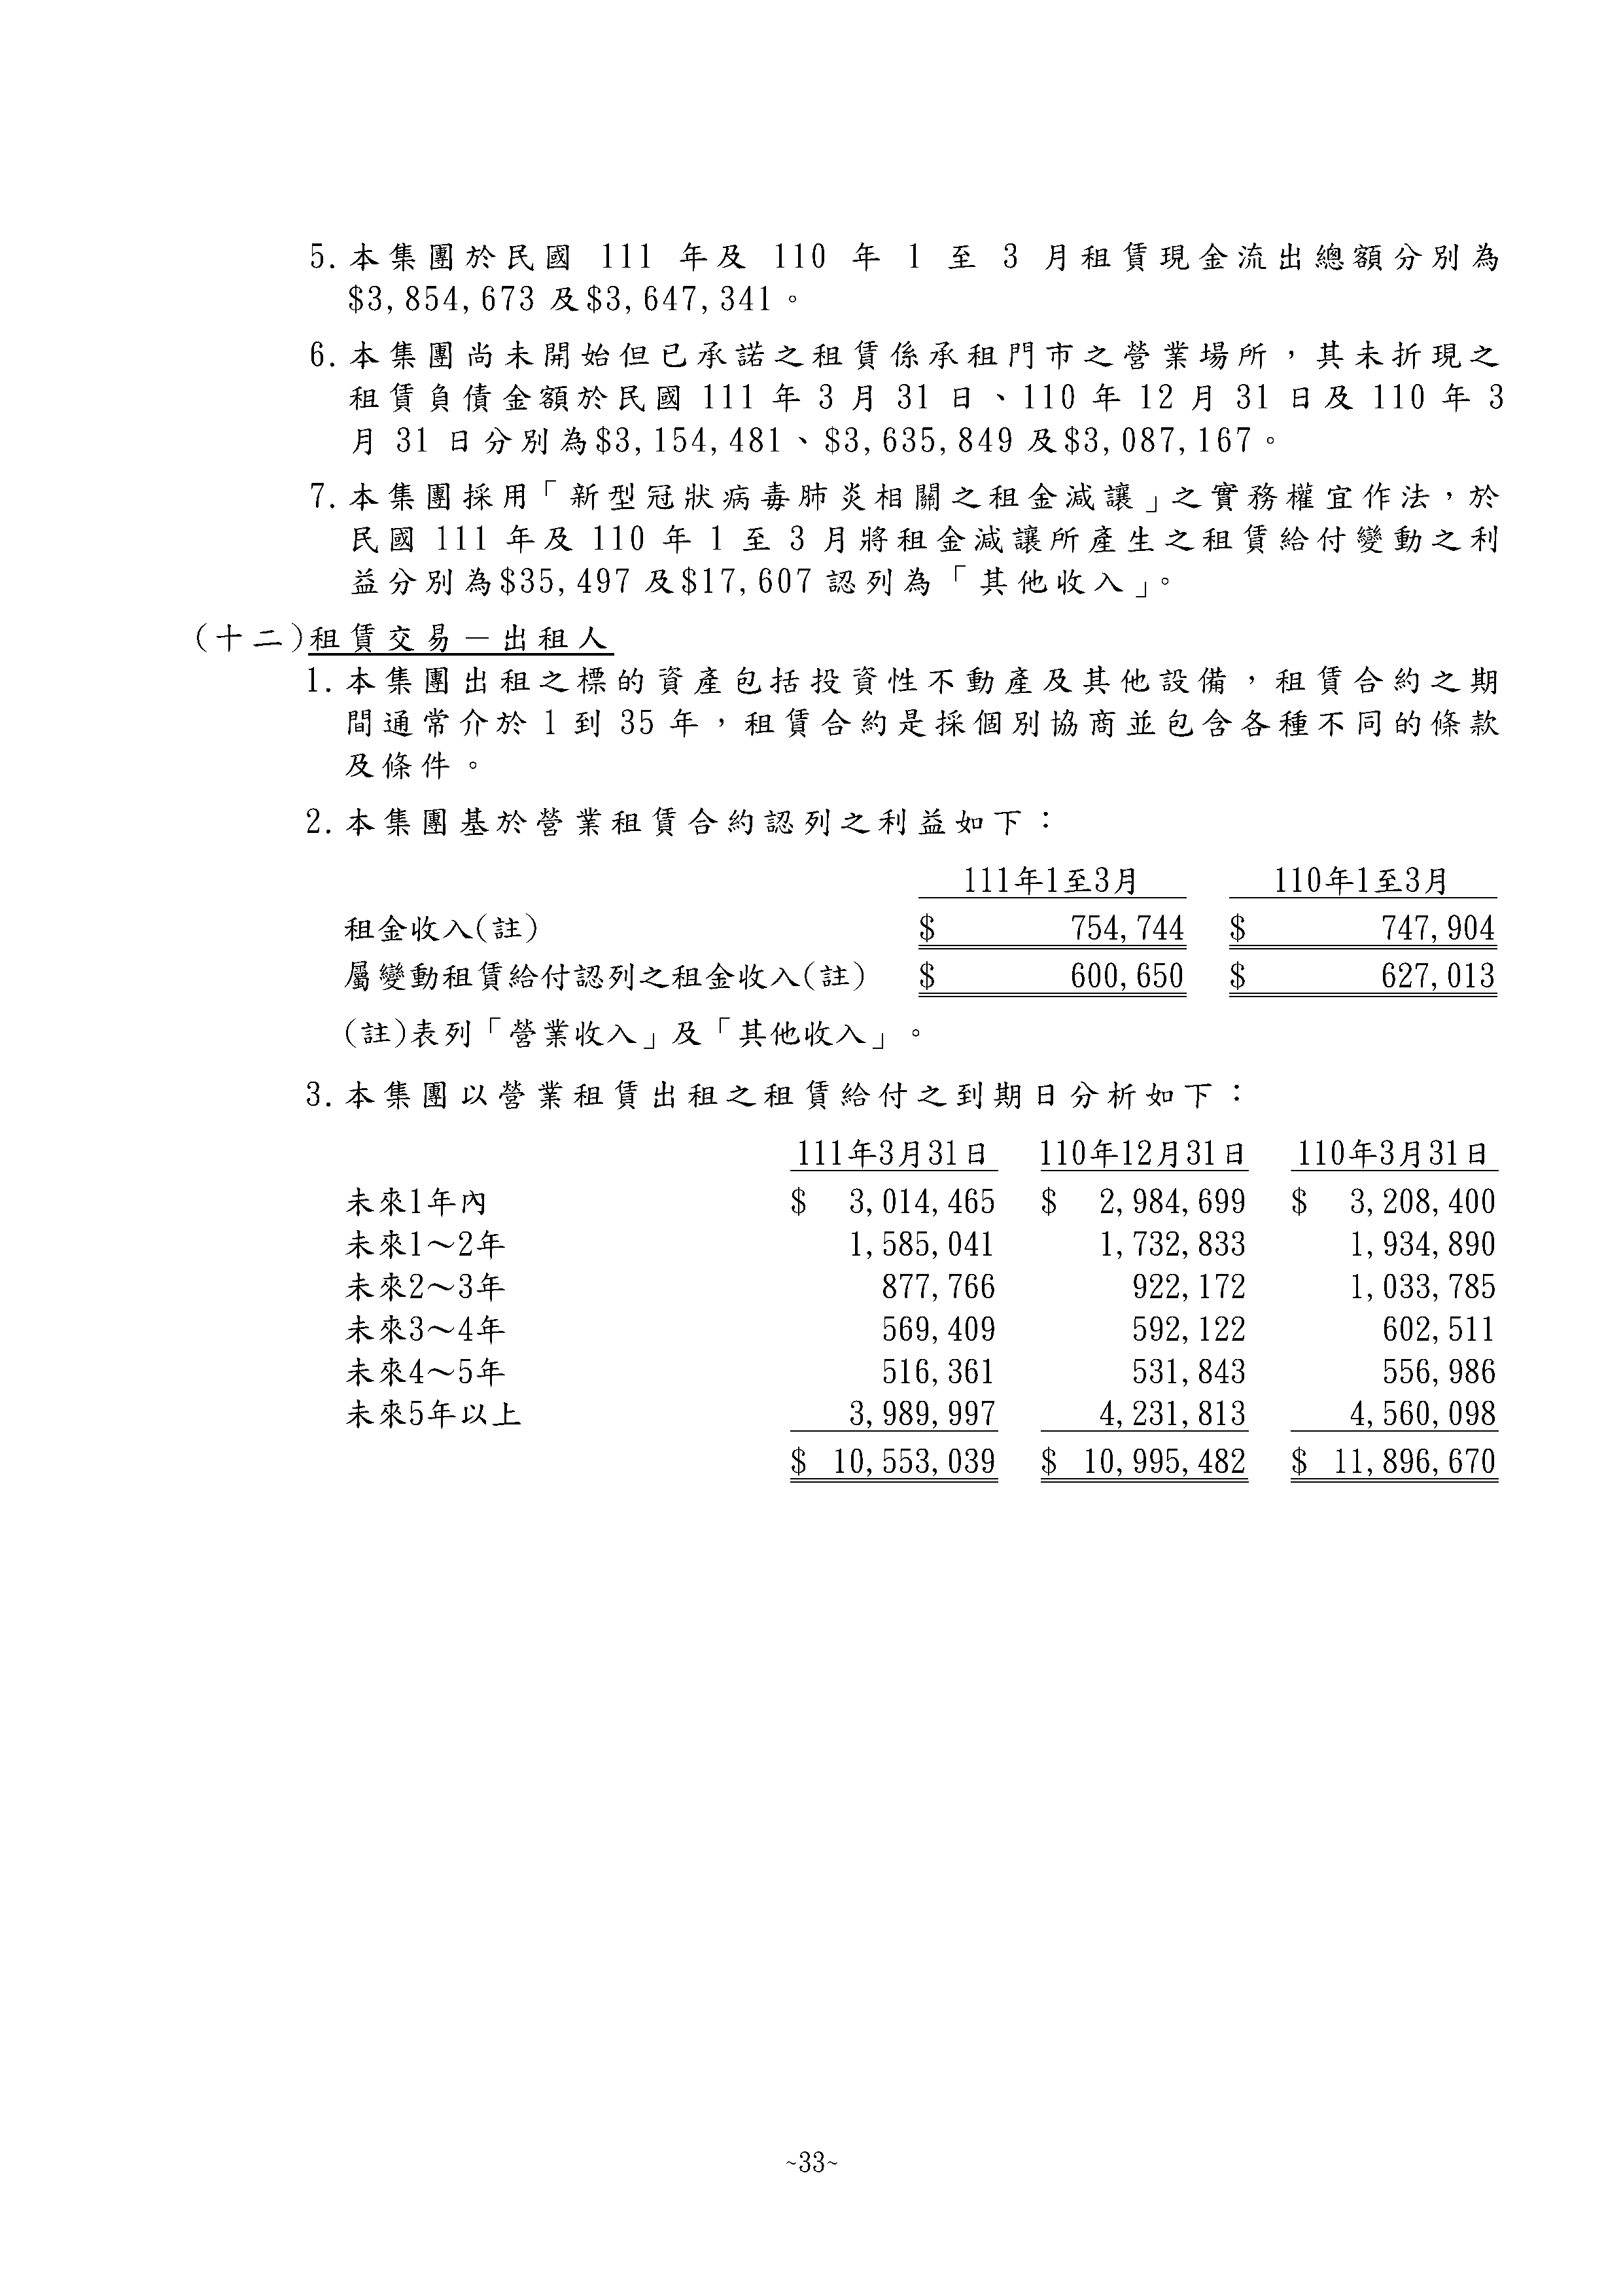 5. 本集團於民國 111 年及 110 年 1 至 3 月租賃現金流出總額分別為
$3,854,673 及$3,647,341。
6. 本集團尚未開始但已承諾之租賃係承租門市之營業場所，其未折現之
租賃負債金額於民國 111 年 3 月 31 日、110 年 12 月 31 日及 110 年 3
月 31 日分別為$3,154,481、$3,635,849 及$3,087,167。
7. 本集團採用「新型冠狀病毒肺炎相關之租金減讓」之實務權宜作法，於
民國 111 年及 110 年 1 至 3 月將租金減讓所產生之租賃給付變動之利
益分別為$35,497 及$17,607 認列為「其他收入」。
(十二)租賃交易－出租人
1. 本集團出租之標的資產包括投資性不動產及其他設備，租賃合約之期
間通常介於 1 到 35 年，租賃合約是採個別協商並包含各種不同的條款
及條件。
2. 本集團基於營業租賃合約認列之利益如下：
111年1至3月 110年1至3月
租金收入(註) $ 754,744 $ 747,904
屬變動租賃給付認列之租金收入(註) $ 600,650 $ 627,013
(註)表列「營業收入」及「其他收入」。
3. 本集團以營業租賃出租之租賃給付之到期日分析如下：
111年3月31日 110年12月31日 110年3月31日
未來1年內 $ 3,014,465 $ 2,984,699 $ 3,208,400
未來1～2年 1,585,041 1,732,833 1,934,890
未來2～3年 877,766 922,172 1,033,785
未來3～4年 569,409 592,122 602,511
未來4～5年 516,361 531,843 556,986
未來5年以上 3,989,997 4,231,813 4,560,098
$ 10,553,039 $ 10,995,482 $ 11,896,670
~33~